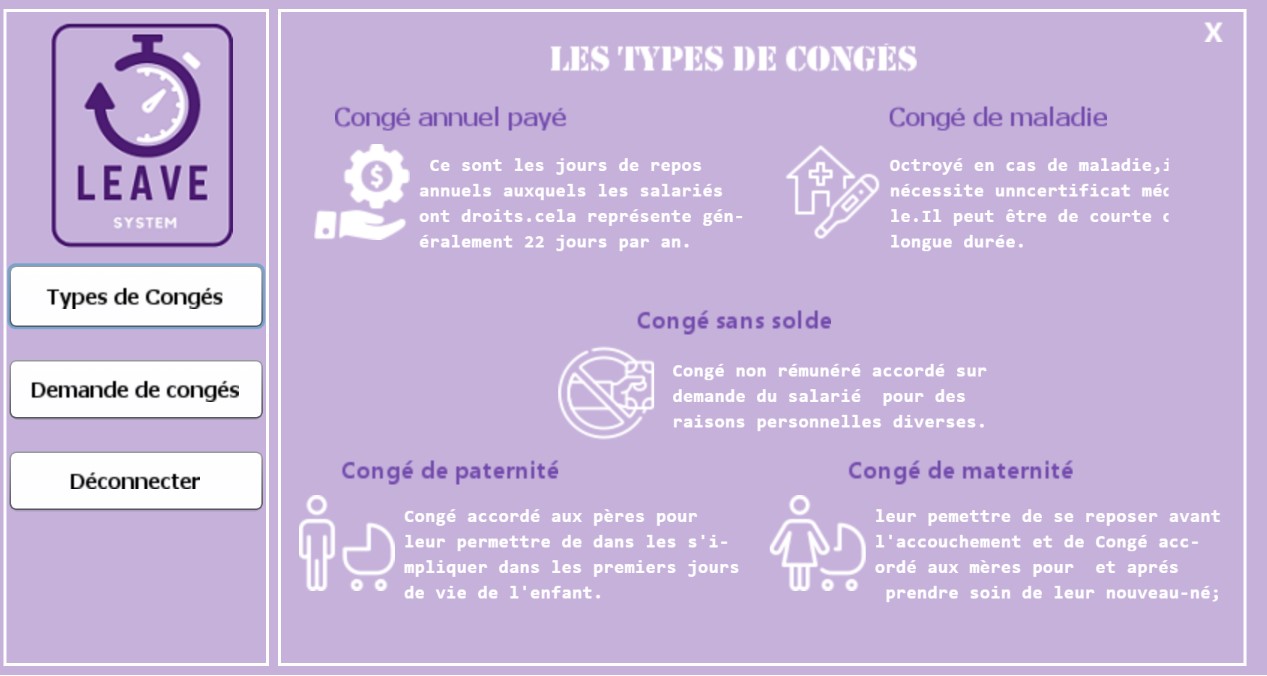 LEAVE
SYSTEM
Types de Congés
Demande de congés
Déconnecter
X
LES TYPES DE CONGÉS
Congé annuel payé
$
Ce sont les jours de repos
annuels auxquels les salariés
ont droits.cela représente gén-
éralement 22 jours par an.
Congé de maladie
Octroyé en cas de maladie,i
nécessite unncertificat méd
le.Il peut être de courte o
longue durée.
Congé sans solde
Congé non rémunéré accordé sur
demande du salarié  pour des
raisons personnelles diverses.
Congé de paternité
Congé accordé aux pères pour
leur permettre de dans les s'i-
mpliquer dans les premiers jours
de vie de l'enfant.
Congé de maternité
leur pemettre de se reposer avant
l'accouchement et de Congé acc-
ordé aux mères pour  et aprés
prendre soin de leur nouveau-né;